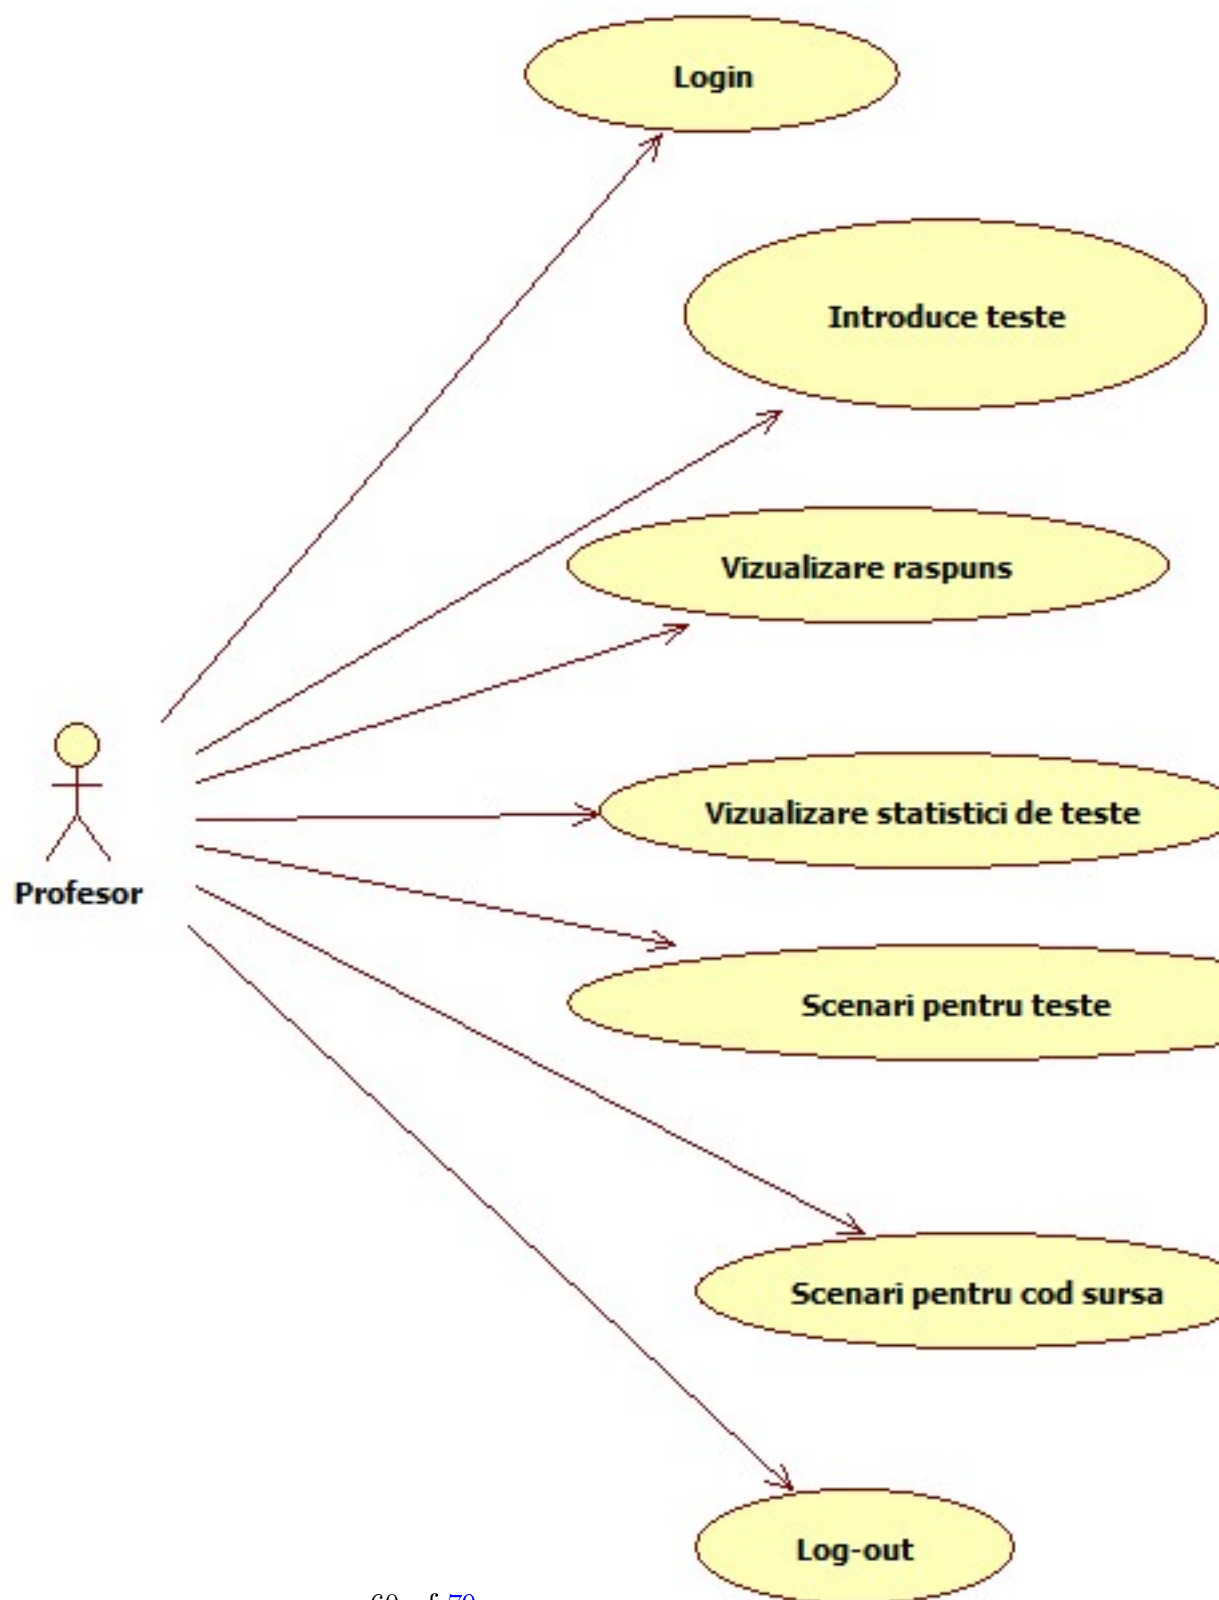 Login
Introduce teste
Vizualizare raspuns
Vizualizare statistici de teste
Profesor
Scenari pentru teste
Scenari pentru cod sursa
Log-out